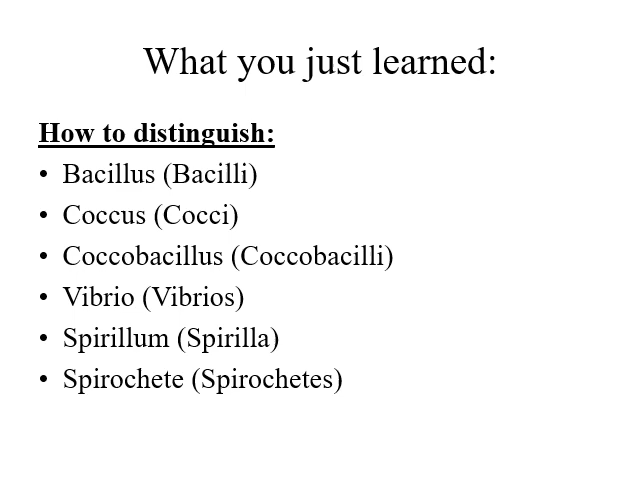 What you just learned:
How to distinguish:
• Bacillus (Bacilli)
• Coccus (Cocci)
• Coccobacillus (Coccobacilli)
• Vibrio (Vibrios)
• Spirillum (Spirilla)
• Spirochete (Spirochetes)